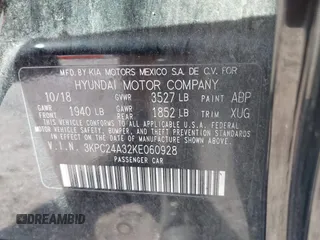 MFD. BY KIA MOTORS MEXICO S.A. DE C.V. FOR
HYUNDAI MOTOR COMPANY
10/18 GVWR 3527 LB PAINT ABP
GAWR FRONT 1940 LB GAWR REAR 1852 LB TRIM XUG
THIS VEHICLE CONFORMS TO ALL APPLICABLE
FEDERAL MOTOR VEHICLE SAFETY, BUMPER, AND
THEFT PREVENTION STANDARDS IN EFFECT ON THE
DATE OF MANUFACTURE SHOWN ABOVE.
V.I.N. 3KPC24A32KE060928
PASSENGER CAR
©AutoBidMaster